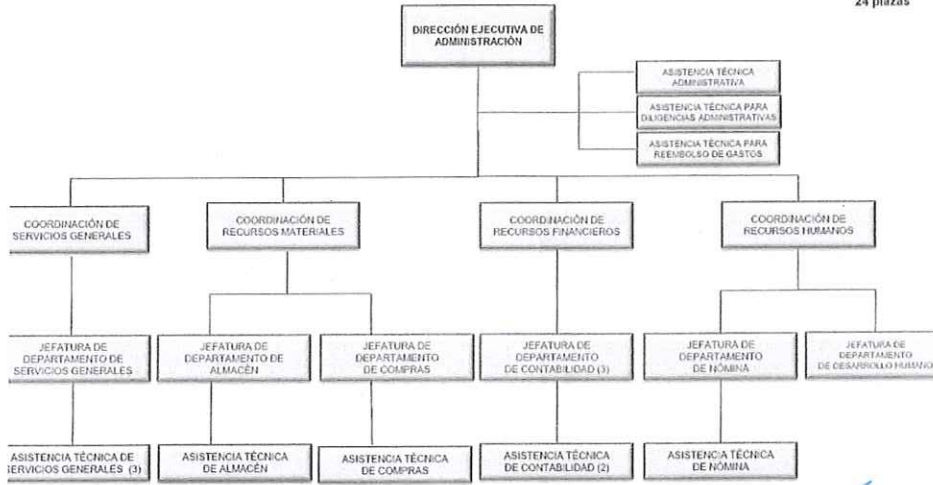 24 plazas
DIRECCIÓN EJECUTIVA DE
ADMINISTRACIÓN
ASISTENCIA TÉCNICA
ADMINISTRATIVA
ASISTENCIA TÉCNICA PARA
DILIGENCIAS ADMINISTRATIVAS
ASISTENCIA TÉCNICA PARA
REEMBOLSO DE GASTOS
COORDINACIÓN DE
SERVICIOS GENERALES
COORDINACIÓN DE
RECURSOS MATERIALES
COORDINACIÓN DE
RECURSOS FINANCIEROS
COORDINACIÓN DE
RECURSOS HUMANOS
JEFATURA DE
DEPARTAMENTO DE
SERVICIOS GENERALES
JEFATURA DE
DEPARTAMENTO DE
ALMACÉN
JEFATURA DE
DEPARTAMENTO
DE COMPRAS
JEFATURA DE
DEPARTAMENTO
DE CONTABILIDAD (3)
JEFATURA DE
DEPARTAMENTO
DE NÓMINA
JEFATURA DE
DEPARTAMENTO
DE DESARROLLO HUMANO
ASISTENCIA TÉCNICA DE
SERVICIOS GENERALES (3)
ASISTENCIA TÉCNICA
DE ALMACÉN
ASISTENCIA TÉCNICA
DE COMPRAS
ASISTENCIA TÉCNICA
DE CONTABILIDAD (2)
ASISTENCIA TÉCNICA
DE NÓMINA